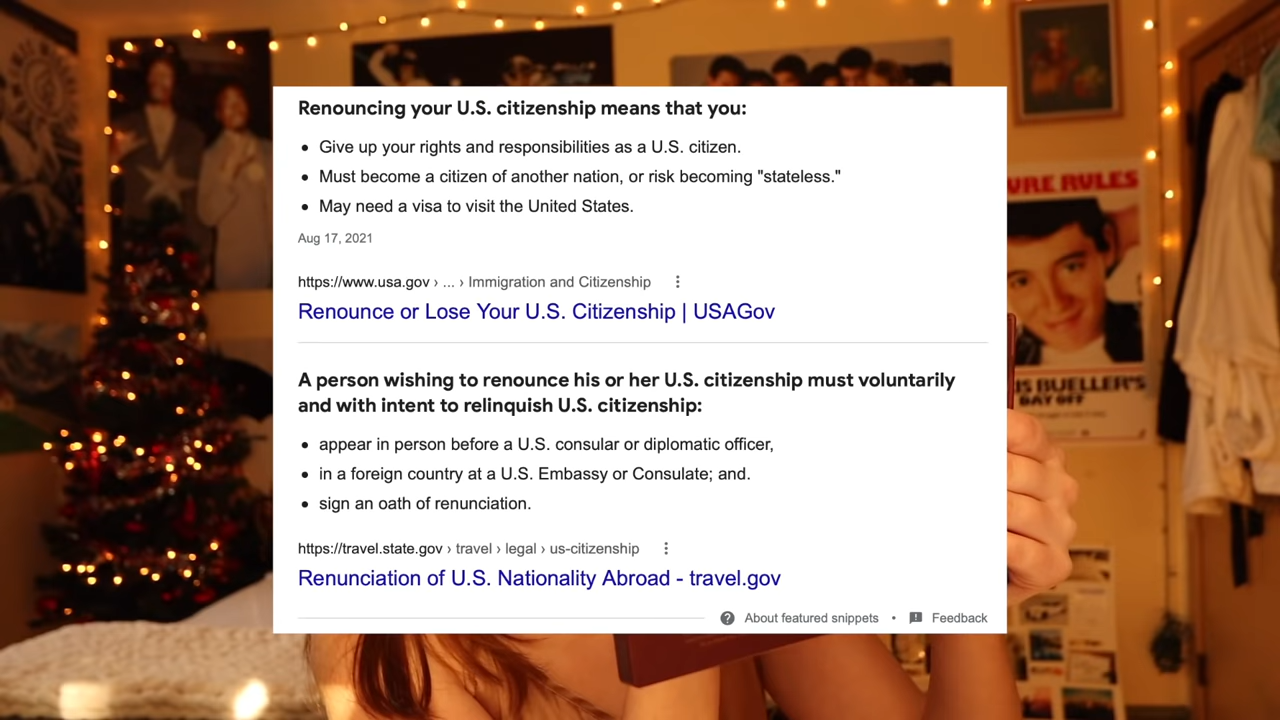 Renouncing your U.S. citizenship means that you:
• Give up your rights and responsibilities as a U.S. citizen.
• Must become a citizen of another nation, or risk becoming "stateless."
• May need a visa to visit the United States.
Aug 17, 2021
https://www.usa.gov › ... › Immigration and Citizenship
Renounce or Lose Your U.S. Citizenship | USAGov
A person wishing to renounce his or her U.S. citizenship must voluntarily
and with intent to relinquish U.S. citizenship:
• appear in person before a U.S. consular or diplomatic officer,
• in a foreign country at a U.S. Embassy or Consulate; and.
• sign an oath of renunciation.
https://travel.state.gov › travel › legal › us-citizenship
Renunciation of U.S. Nationality Abroad - travel.gov
About featured snippets • Feedback
URE RULES
IS BUELLER'S
DAY OFF